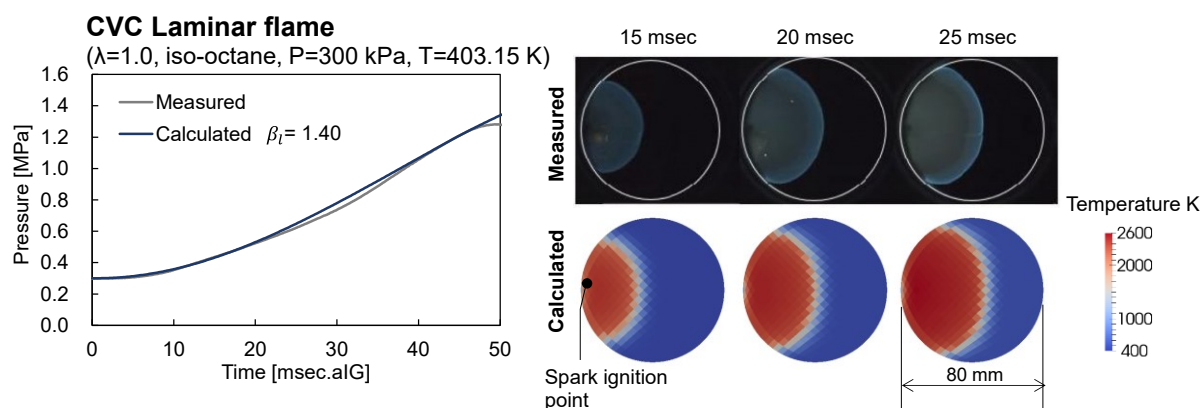 CVC Laminar flame
(λ=1.0, iso-octane, P=300 kPa, T=403.15 K)
1.6
1.4
1.2
1.0
0.8
0.6
0.4
0.2
0.0
Pressure [MPa]
Measured
Calculated βl= 1.40
0 10 20 30 40 50
Time [msec.aIG]
15 msec 20 msec 25 msec
Measured
Calculated
Spark ignition
point
80 mm
Temperature K
2600
2000
1000
400